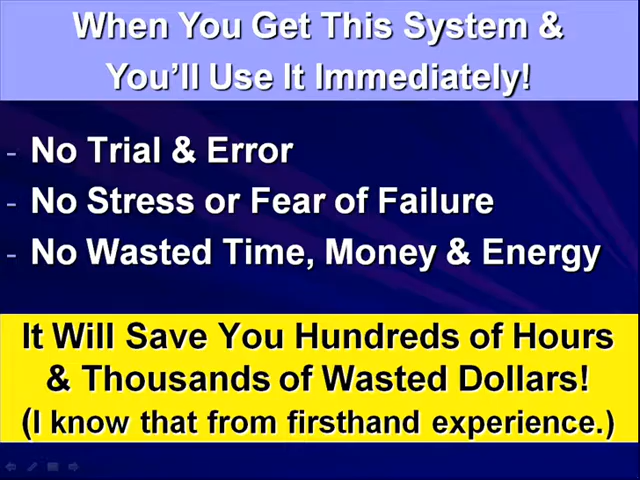 When You Get This System &
You'll Use It Immediately!
- No Trial & Error
- No Stress or Fear of Failure
- No Wasted Time, Money & Energy
It Will Save You Hundreds of Hours
& Thousands of Wasted Dollars!
(I know that from firsthand experience.)